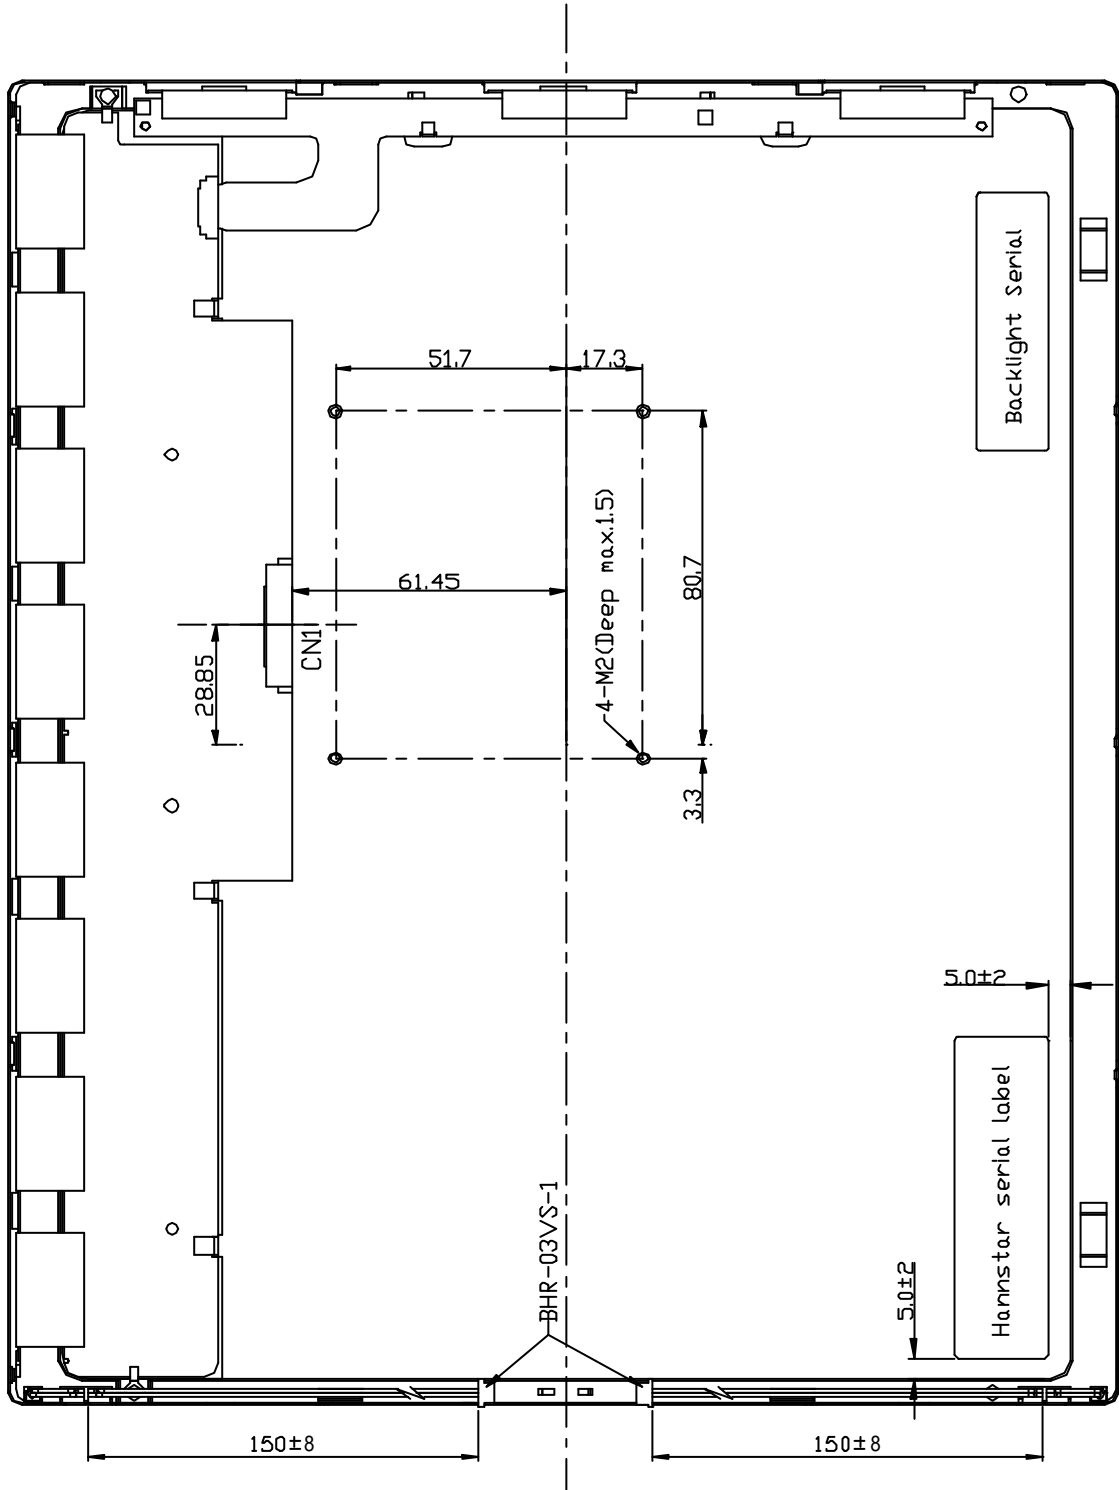 Backlight Serial
51.7
17.3
4-M2(Deep max.1.5)
80.7
61.45
CN1
28.85
3.3
5.0±2
Hannstar serial label
BHR-03VS-1
5.0±2
150±8
150±8